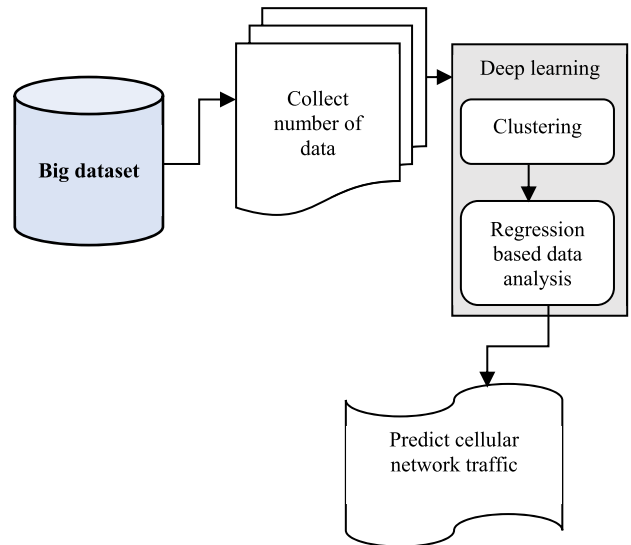 Big dataset
Collect
number of
data
Deep learning
Clustering
Regression
based data
analysis
Predict cellular
network traffic